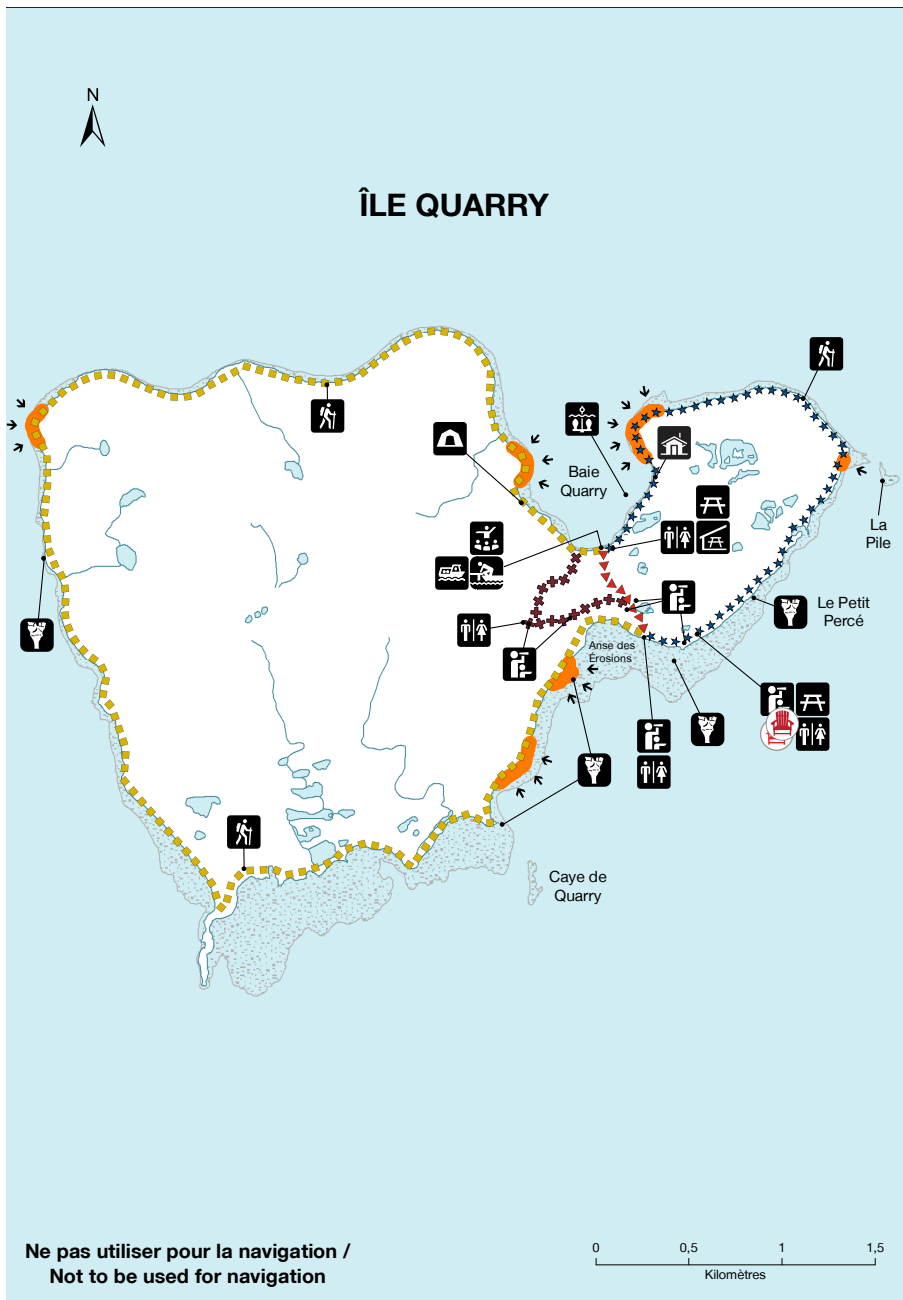 N
ÎLE QUARRY
Baie
Quarry
La
Pile
Le Petit
Percé
Anse des
Érosions
Caye de
Quarry
Ne pas utiliser pour la navigation /
Not to be used for navigation
0 0,5 1 1,5
Kilomètres